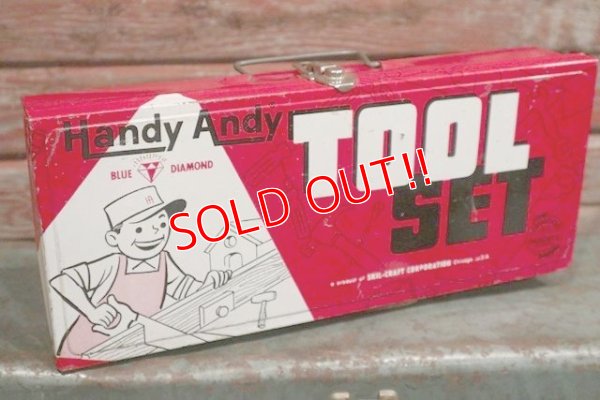 Handy Andy
BLUE DIAMOND
TOOL
SET
SOLD OUT!!
A PRODUCT OF SKIL-CRAFT CORPORATION Chicago, U.S.A.